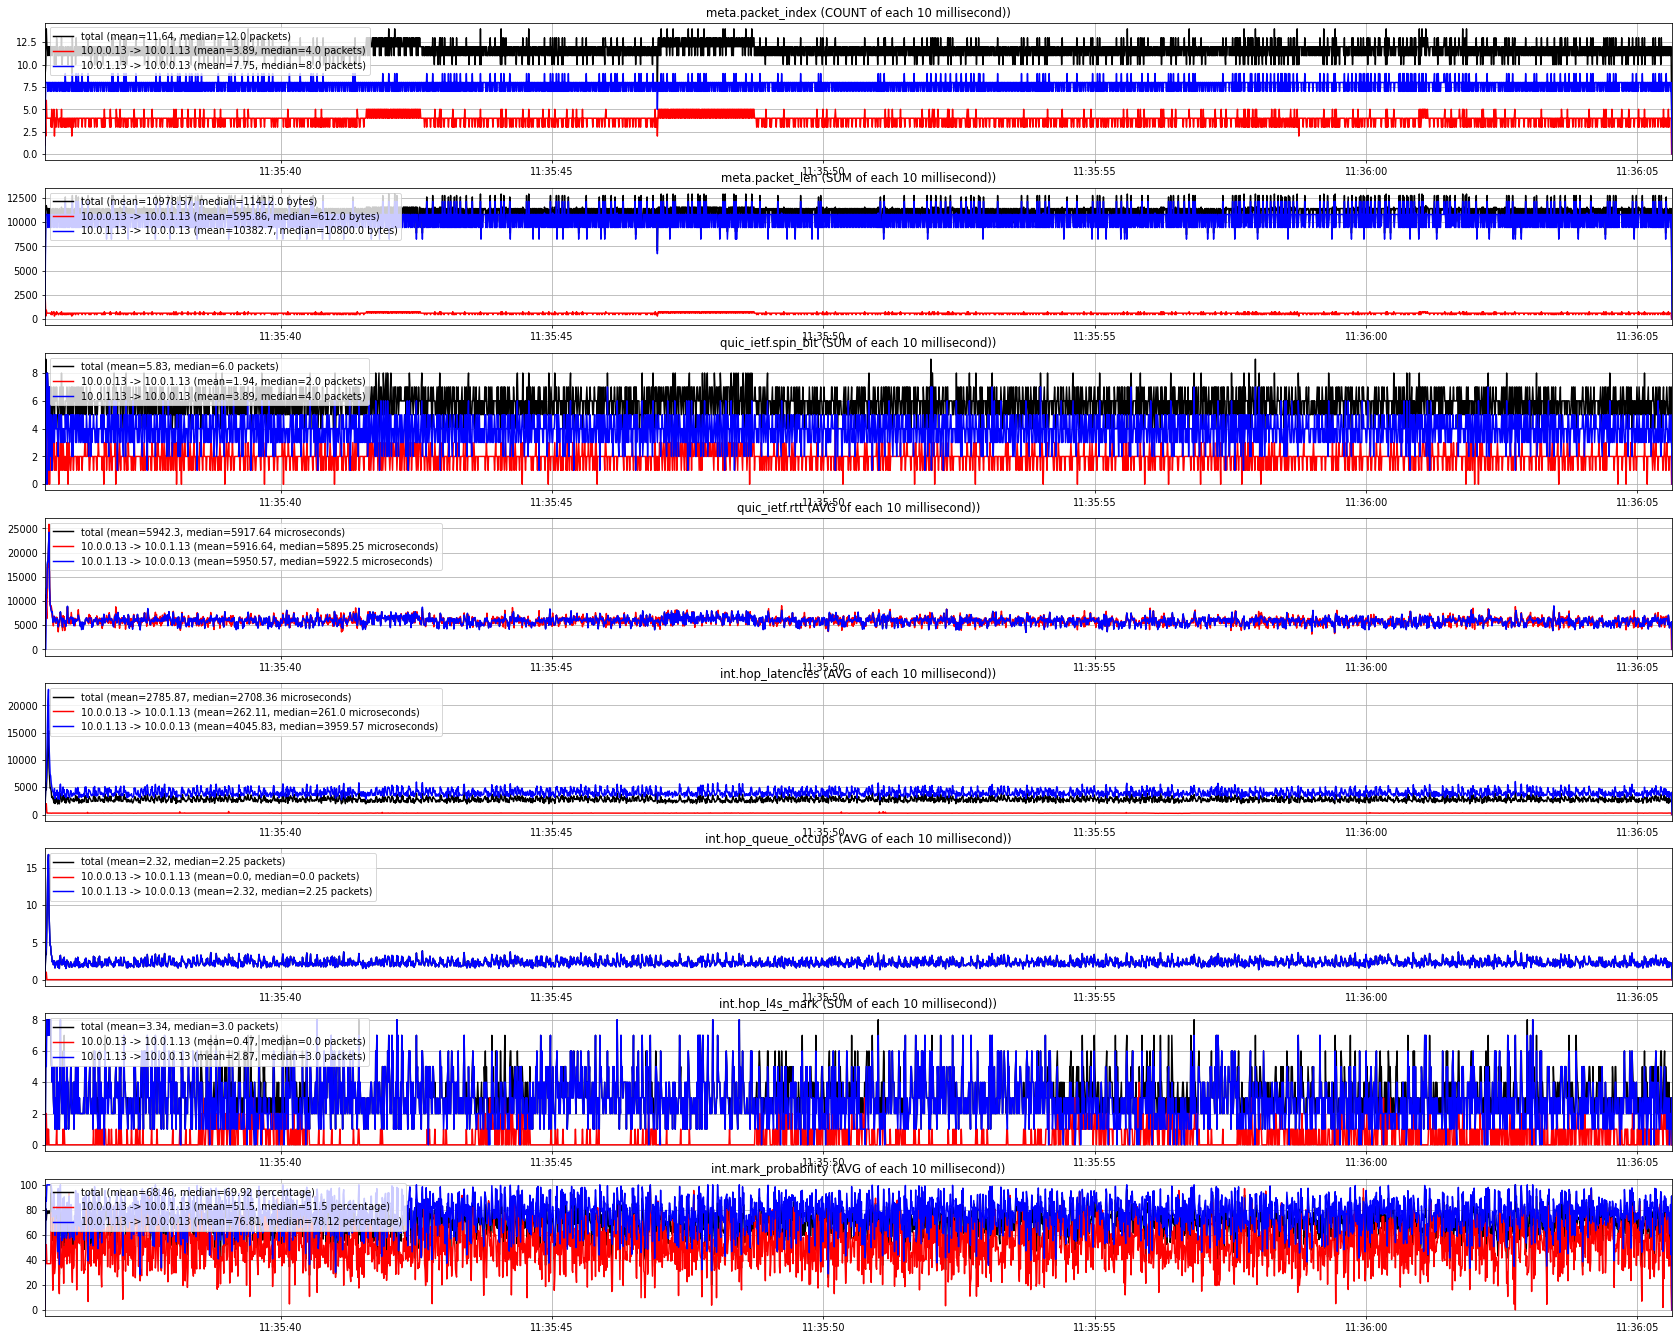 meta.packet_index (COUNT of each 10 millisecond))
total (mean=11.64, median=12.0 packets)
10.0.0.13 -> 10.0.1.13 (mean=3.89, median=4.0 packets)
10.0.1.13 -> 10.0.0.13 (mean=7.75, median=8.0 packets)
12.5
10.0
7.5
5.0
2.5
0.0
11:35:40 11:35:45 11:35:50 11:35:55 11:36:00 11:36:05
meta.packet_len (SUM of each 10 millisecond))
total (mean=10978.57, median=11412.0 bytes)
10.0.0.13 -> 10.0.1.13 (mean=595.86, median=612.0 bytes)
10.0.1.13 -> 10.0.0.13 (mean=10382.7, median=10800.0 bytes)
12500
10000
7500
5000
2500
0
11:35:40 11:35:45 11:35:50 11:35:55 11:36:00 11:36:05
quic_ietf.spin_bit (SUM of each 10 millisecond))
total (mean=5.83, median=6.0 packets)
10.0.0.13 -> 10.0.1.13 (mean=1.94, median=2.0 packets)
10.0.1.13 -> 10.0.0.13 (mean=3.89, median=4.0 packets)
8
6
4
2
0
11:35:40 11:35:45 11:35:50 11:35:55 11:36:00 11:36:05
quic_ietf.rtt (AVG of each 10 millisecond))
total (mean=5942.3, median=5917.64 microseconds)
10.0.0.13 -> 10.0.1.13 (mean=5916.64, median=5895.25 microseconds)
10.0.1.13 -> 10.0.0.13 (mean=5950.57, median=5922.5 microseconds)
25000
20000
15000
10000
5000
0
11:35:40 11:35:45 11:35:50 11:35:55 11:36:00 11:36:05
int.hop_latencies (AVG of each 10 millisecond))
total (mean=2785.87, median=2708.36 microseconds)
10.0.0.13 -> 10.0.1.13 (mean=262.11, median=261.0 microseconds)
10.0.1.13 -> 10.0.0.13 (mean=4045.83, median=3959.57 microseconds)
20000
15000
10000
5000
0
11:35:40 11:35:45 11:35:50 11:35:55 11:36:00 11:36:05
int.hop_queue_occups (AVG of each 10 millisecond))
total (mean=2.32, median=2.25 packets)
10.0.0.13 -> 10.0.1.13 (mean=0.0, median=0.0 packets)
10.0.1.13 -> 10.0.0.13 (mean=2.32, median=2.25 packets)
15
10
5
0
11:35:40 11:35:45 11:35:50 11:35:55 11:36:00 11:36:05
int.hop_l4s_mark (SUM of each 10 millisecond))
total (mean=3.34, median=3.0 packets)
10.0.0.13 -> 10.0.1.13 (mean=0.47, median=0.0 packets)
10.0.1.13 -> 10.0.0.13 (mean=2.87, median=3.0 packets)
8
6
4
2
0
11:35:40 11:35:45 11:35:50 11:35:55 11:36:00 11:36:05
int.mark_probability (AVG of each 10 millisecond))
total (mean=68.46, median=69.92 percentage)
10.0.0.13 -> 10.0.1.13 (mean=51.5, median=51.5 percentage)
10.0.1.13 -> 10.0.0.13 (mean=76.81, median=78.12 percentage)
100
80
60
40
20
0
11:35:40 11:35:45 11:35:50 11:35:55 11:36:00 11:36:05